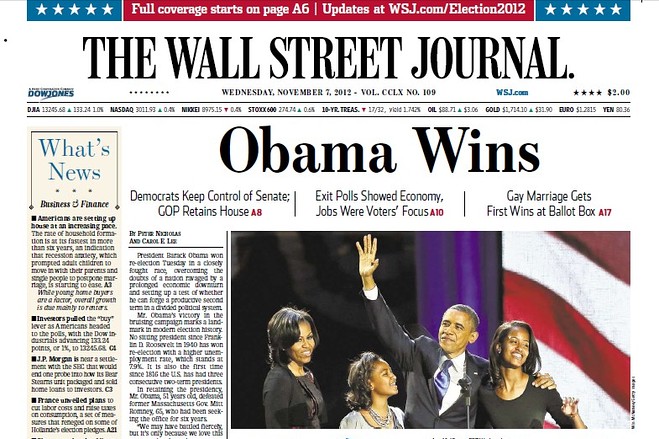 Full coverage starts on page A6 | Updates at WSJ.com/Election2012
THE WALL STREET JOURNAL.
DOWJONES
WEDNESDAY, NOVEMBER 7, 2012 - VOL. CCLX NO. 109
WSJ.com
★★★★ $2.00
DJIA 13245.68 ▲ 133.24 1.0% NASDAQ 3011.93 ▲ 0.4% NIKKEI 8975.15 ▼ 0.4% STOXX 600 274.74 ▲ 0.6% 10-YR. TREAS. ▼ 17/32, yield 1.742% OIL $88.71 ▲ $3.06 GOLD $1,714.10 ▲ $31.90 EURO $1.2815 YEN 80.36
Obama Wins
Democrats Keep Control of Senate;
GOP Retains House A8
Exit Polls Showed Economy,
Jobs Were Voters' Focus A10
Gay Marriage Gets
First Wins at Ballot Box A17
What's
News
Business & Finance
■ Americans are setting up
house at an increasing pace.
The rate of household forma-
tion is at its fastest in more
than six years, an indication
that recession anxiety, which
prompted adult children to
move in with their parents and
single people to postpone mar-
riage, is starting to ease. A3
While young home buyers
are a factor, overall growth
is due mainly to renters.
■ Investors pulled the "buy"
lever as Americans headed
to the polls, with the Dow in-
dustrials advancing 133.24
points, or 1%, to 13245.68. C4
■ J.P. Morgan is near a settle-
ment with the SEC that would
end one probe into how its Bear
Stearns unit packaged and sold
home loans to investors. C3
■ France unveiled plans to
cut labor costs and raise taxes
on consumption, a set of mea-
sures that reneged on some of
Hollande's election pledges. A21
BY PETER NICHOLAS
AND CAROL E. LEE
President Barack Obama won
re-election Tuesday in a closely
fought race, overcoming the
doubts of a nation ravaged by a
prolonged economic downturn
and setting up a test of whether
he can forge a productive second
term in a divided political system.
Mr. Obama's victory in the
bruising campaign marks a land-
mark in modern election history.
No sitting president since Frank-
lin D. Roosevelt in 1940 has won
re-election with a higher unem-
ployment rate, which stands at
7.9%. It is also the first time
since 1816 the U.S. has had three
consecutive two-term presidents.
In retaining the presidency,
Mr. Obama, 51 years old, defeated
former Massachusetts Gov. Mitt
Romney, 65, who had been seek-
ing the office for six years.
"We may have battled fiercely,
but it's only because we love this